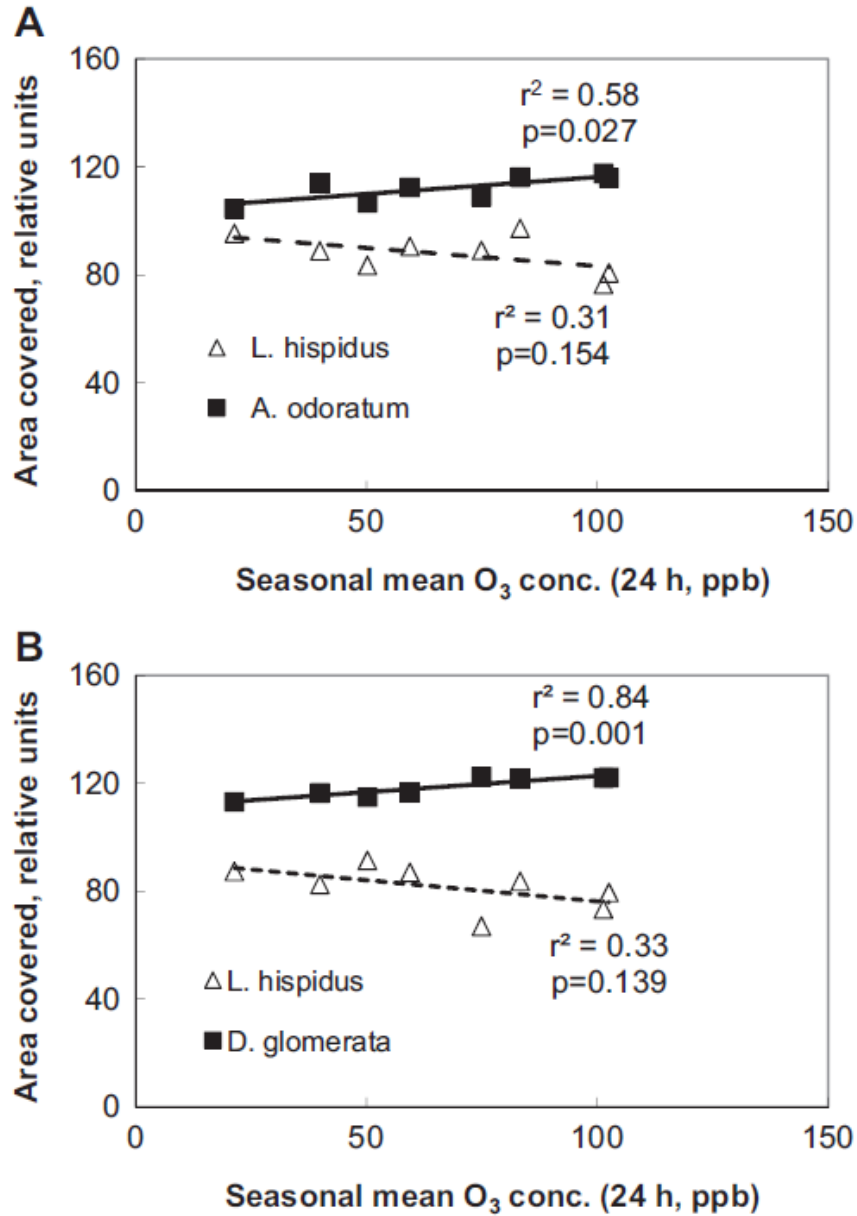 A
160
r² = 0.58
p=0.027
120
80
r² = 0.31
p=0.154
L. hispidus
40
A. odoratum
0
0 50 100 150
Area covered, relative units
Seasonal mean O₃ conc. (24 h, ppb)
B
160
r² = 0.84
p=0.001
120
80
r² = 0.33
p=0.139
L. hispidus
40
D. glomerata
0
0 50 100 150
Area covered, relative units
Seasonal mean O₃ conc. (24 h, ppb)